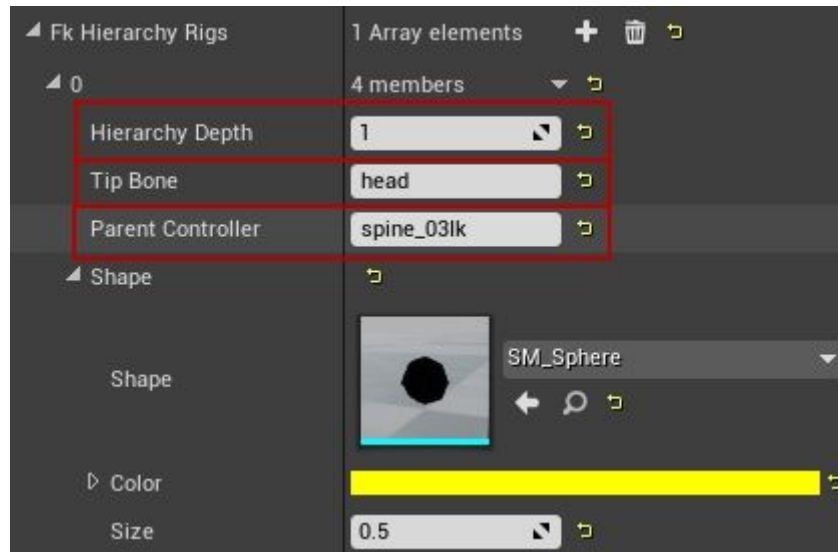 Fk Hierarchy Rigs 1 Array elements
0 4 members
Hierarchy Depth 1
Tip Bone head
Parent Controller spine_03Ik
Shape
Shape SM_Sphere
Color
Size 0.5